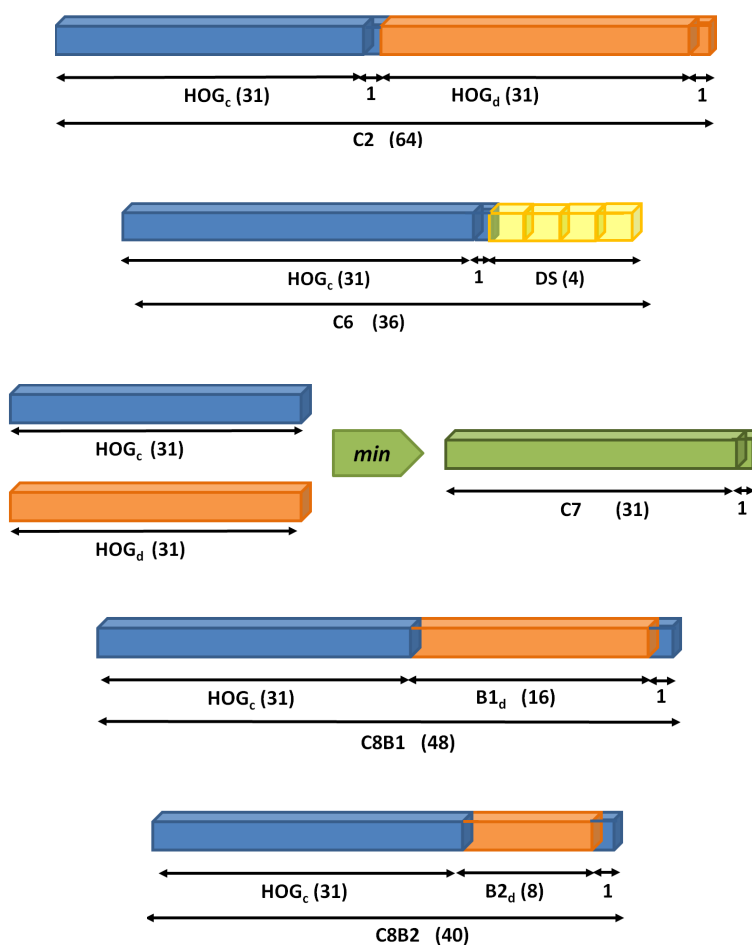 HOGc (31) 1 HOGd (31) 1
C2 (64)
HOGc (31) 1 DS (4)
C6 (36)
HOGc (31)
min
HOGd (31)
C7 (31) 1
HOGc (31) B1d (16) 1
C8B1 (48)
HOGc (31) B2d (8) 1
C8B2 (40)